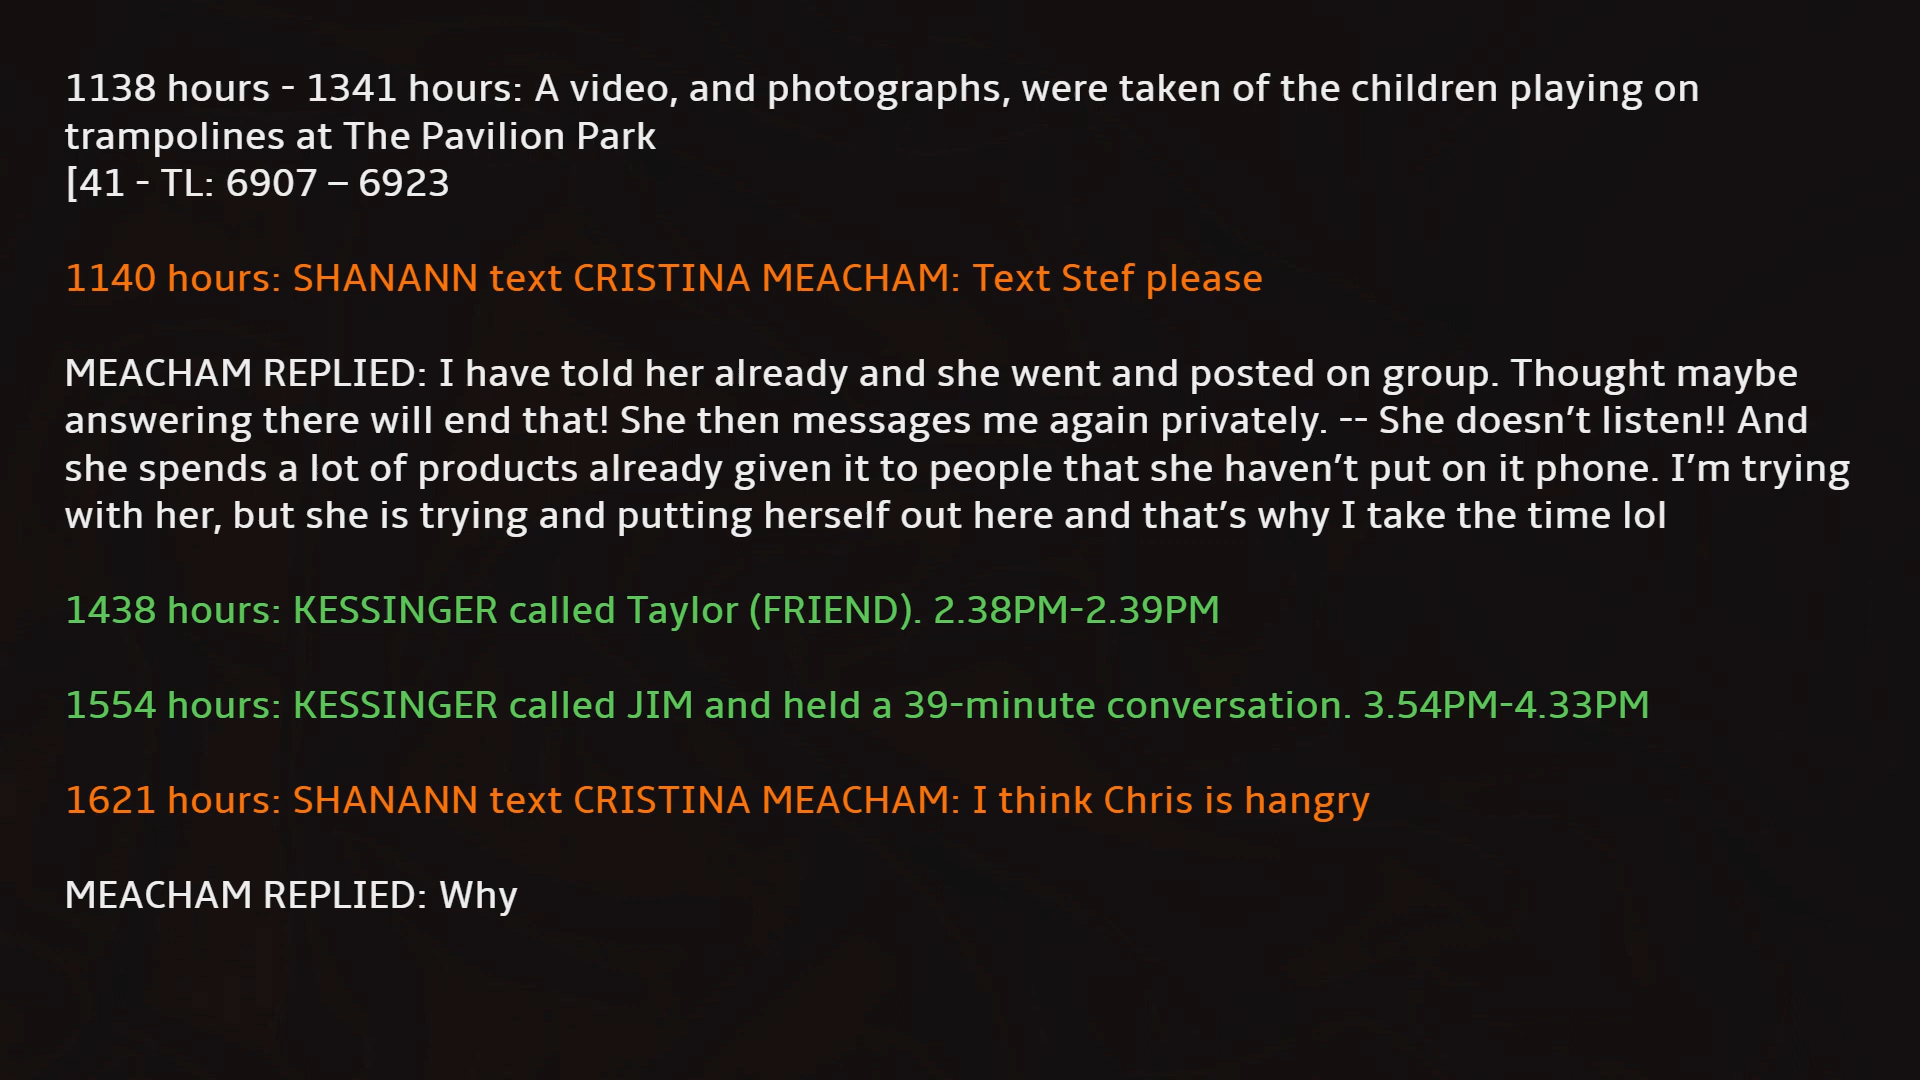 1138 hours - 1341 hours: A video, and photographs, were taken of the children playing on
trampolines at The Pavilion Park
[41 - TL: 6907 – 6923
1140 hours: SHANANN text CRISTINA MEACHAM: Text Stef please
MEACHAM REPLIED: I have told her already and she went and posted on group. Thought maybe
answering there will end that! She then messages me again privately. -- She doesn’t listen!! And
she spends a lot of products already given it to people that she haven’t put on it phone. I’m trying
with her, but she is trying and putting herself out here and that’s why I take the time lol
1438 hours: KESSINGER called Taylor (FRIEND). 2.38PM-2.39PM
1554 hours: KESSINGER called JIM and held a 39-minute conversation. 3.54PM-4.33PM
1621 hours: SHANANN text CRISTINA MEACHAM: I think Chris is hangry
MEACHAM REPLIED: Why